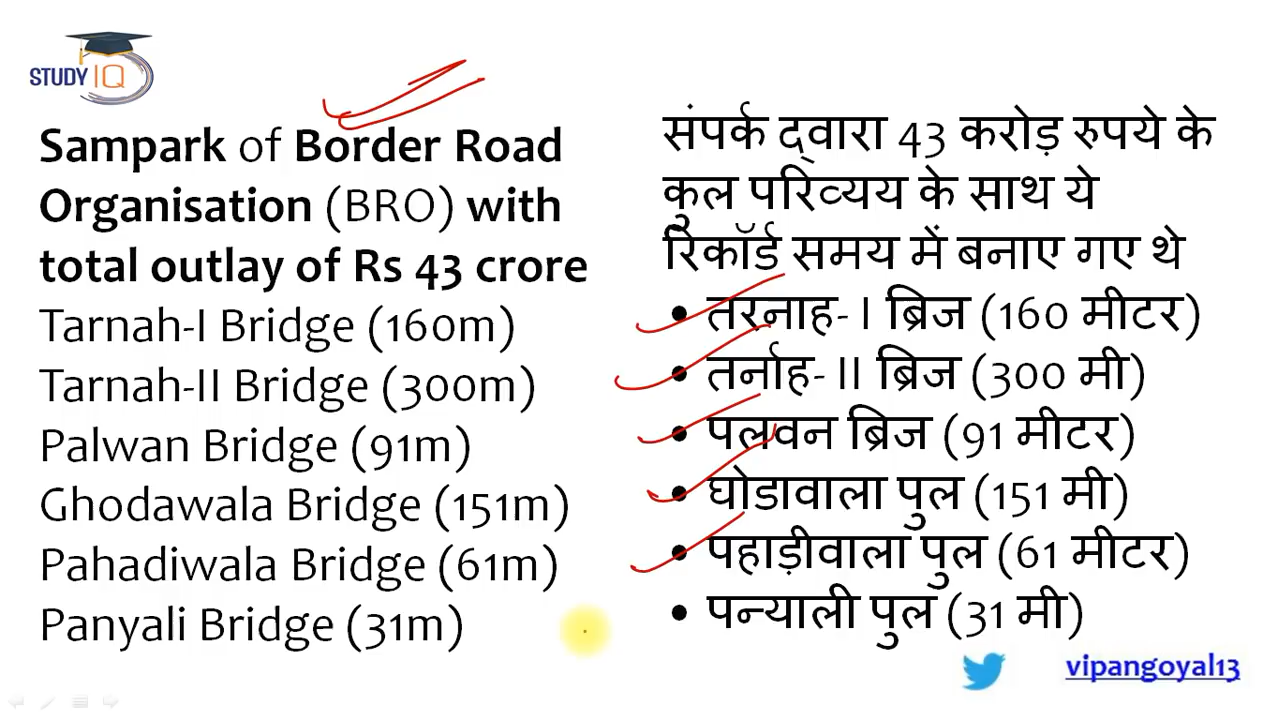 STUDY IQ
Sampark of Border Road
Organisation (BRO) with
total outlay of Rs 43 crore
Tarnah-I Bridge (160m)
Tarnah-II Bridge (300m)
Palwan Bridge (91m)
Ghodawala Bridge (151m)
Pahadiwala Bridge (61m)
Panyali Bridge (31m)
संपर्क द्वारा 43 करोड़ रुपये के
कुल परिव्यय के साथ ये
रिकॉर्ड समय में बनाए गए थे
• तरनाह- I ब्रिज (160 मीटर)
• तर्नाह- II ब्रिज (300 मी)
• पलवन ब्रिज (91 मीटर)
• घोडावाला पुल (151 मी)
• पहाड़ीवाला पुल (61 मीटर)
• पन्याली पुल (31 मी)
vipangoyal13